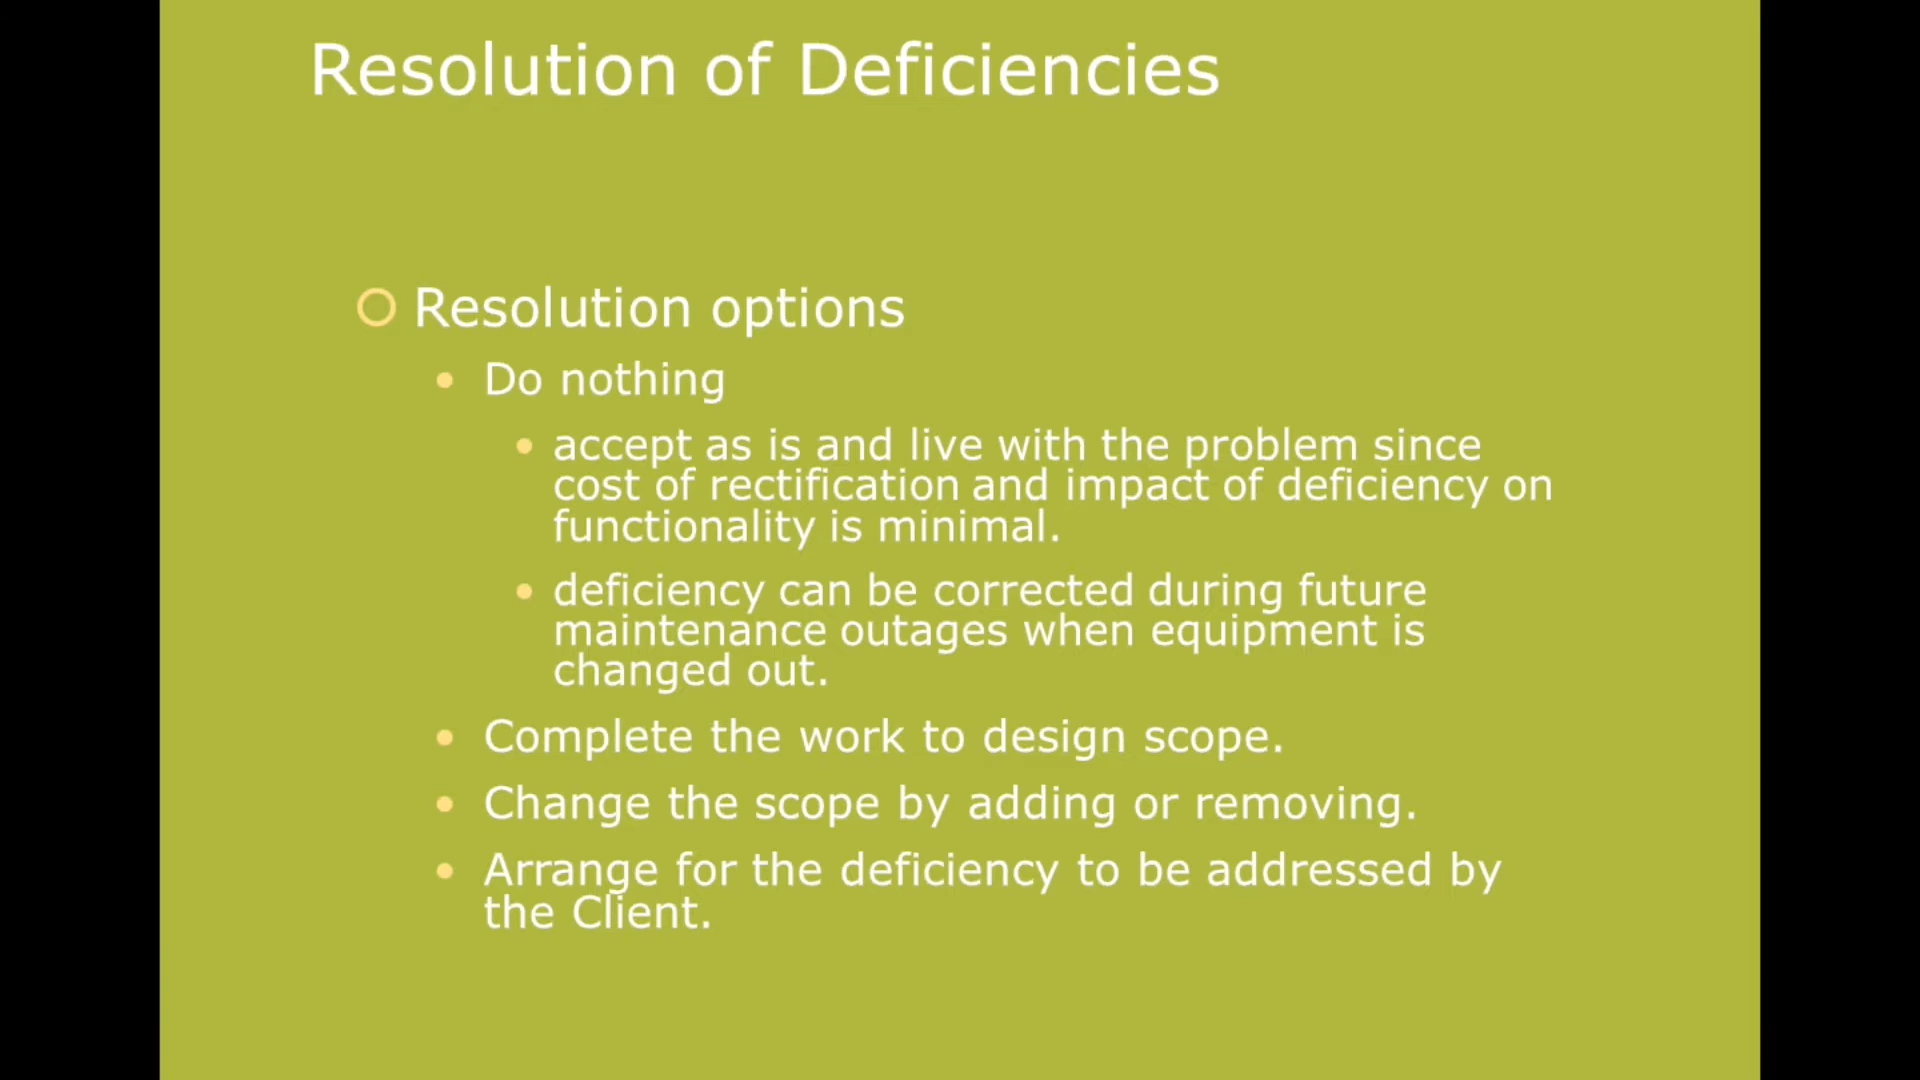 Resolution of Deficiencies
Resolution options
Do nothing
accept as is and live with the problem since
cost of rectification and impact of deficiency on
functionality is minimal.
deficiency can be corrected during future
maintenance outages when equipment is
changed out.
Complete the work to design scope.
Change the scope by adding or removing.
Arrange for the deficiency to be addressed by
the Client.